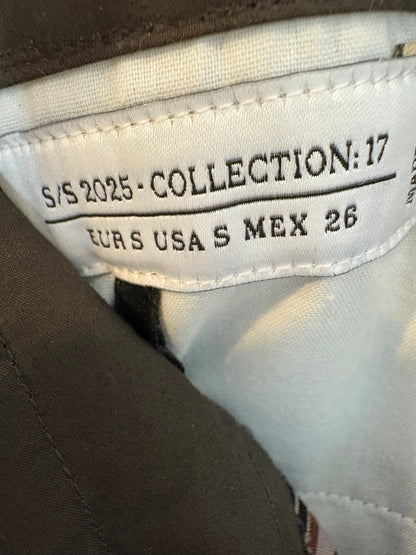 S/S 2025 - COLLECTION: 17
EUR S USA S MEX 26